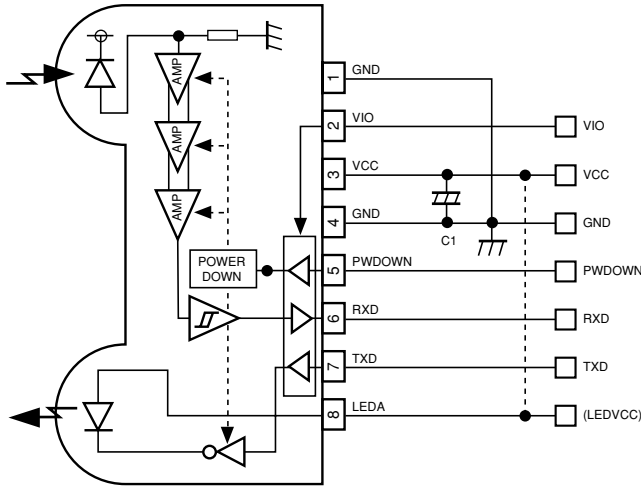 AMP
AMP
AMP
POWER
DOWN
1 GND
2 VIO VIO
3 VCC VCC
4 GND GND
C1
5 PWDOWN PWDOWN
6 RXD RXD
7 TXD TXD
8 LEDA (LEDVCC)